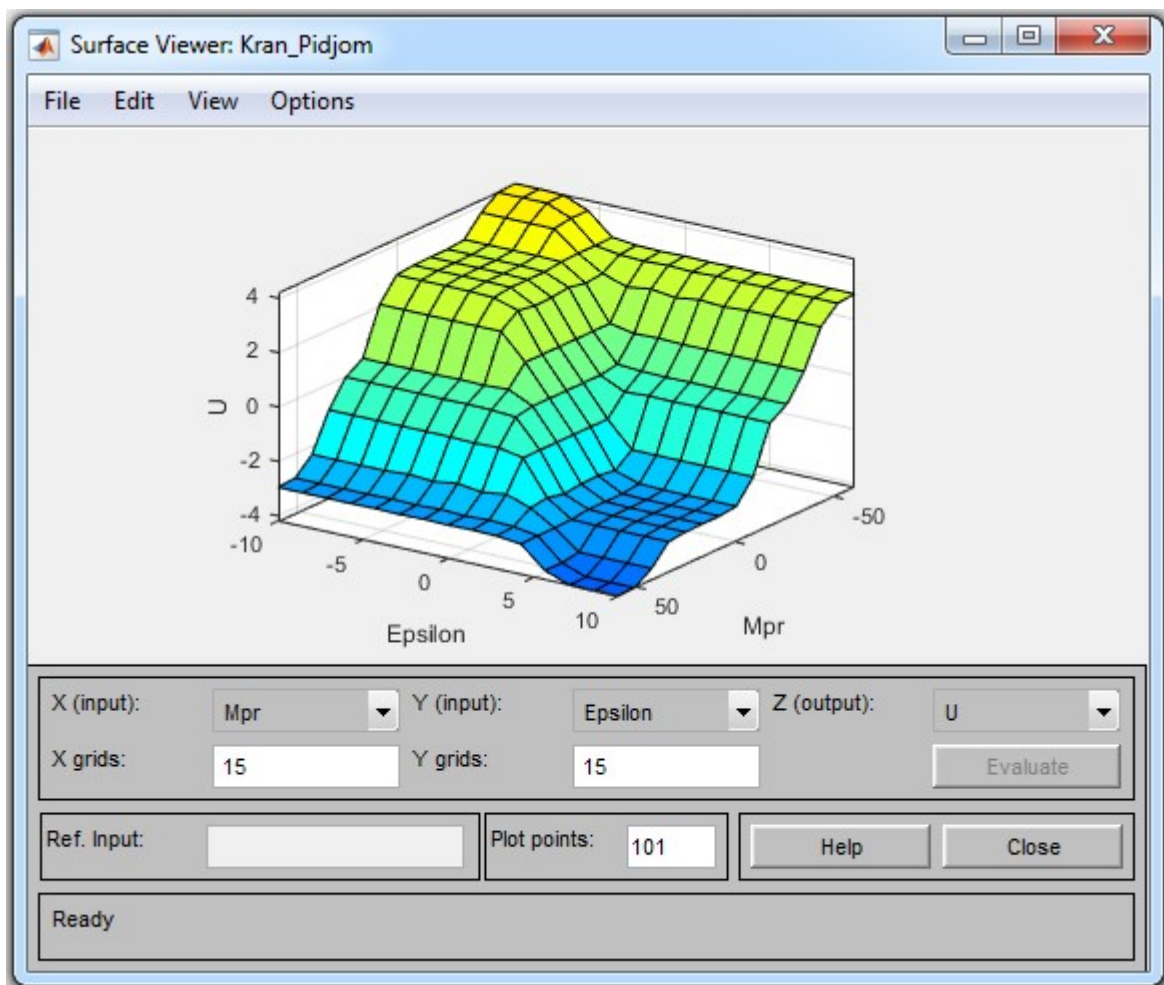 Surface Viewer: Kran_Pidjom
File Edit View Options
4
2
0
-2
-4
U
-10
-5
0
5
10
Epsilon
-50
0
50
Mpr
X (input): Mpr Y (input): Epsilon Z (output): U
X grids: 15 Y grids: 15 Evaluate
Ref. Input: Plot points: 101 Help Close
Ready